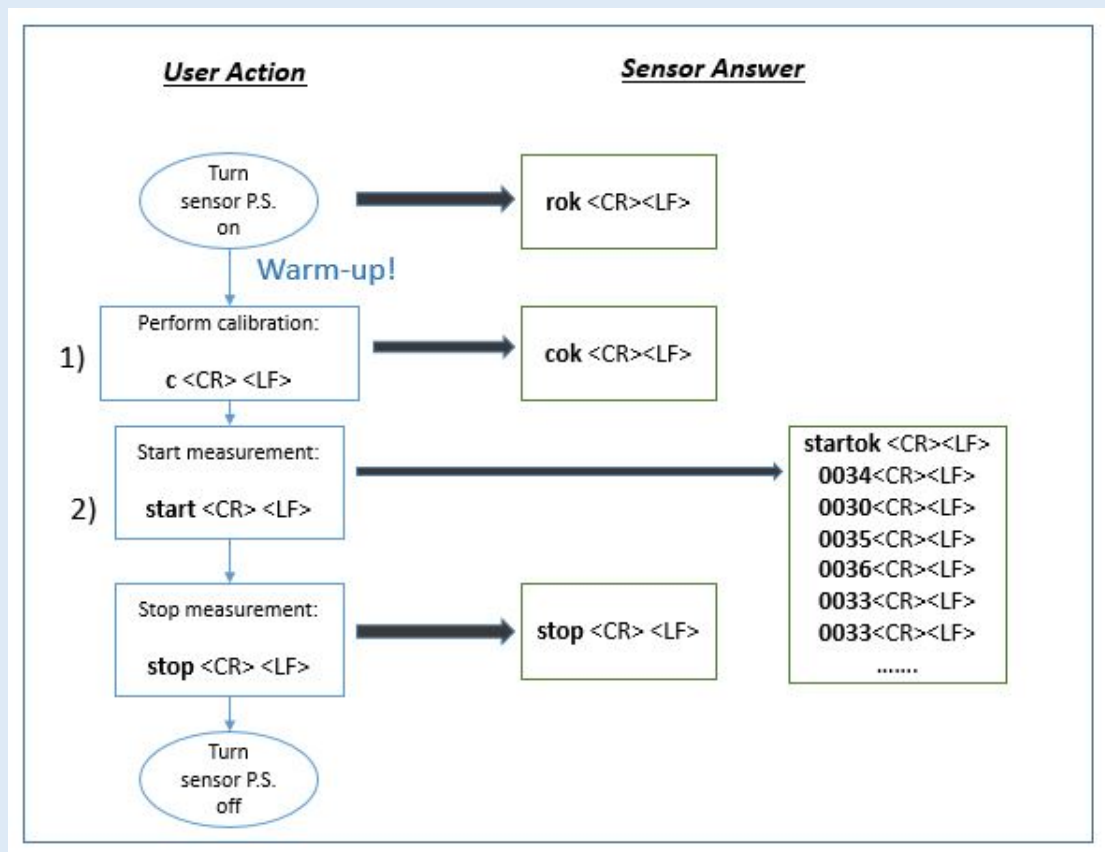 User Action
Sensor Answer
Turn
sensor P.S.
on
rok <CR><LF>
Warm-up!
1)
Perform calibration:
c <CR> <LF>
cok <CR><LF>
2)
Start measurement:
start <CR> <LF>
startok <CR><LF>
0034<CR><LF>
0030<CR><LF>
0035<CR><LF>
0036<CR><LF>
0033<CR><LF>
0033<CR><LF>
.......
Stop measurement:
stop <CR> <LF>
stop <CR> <LF>
Turn
sensor P.S.
off